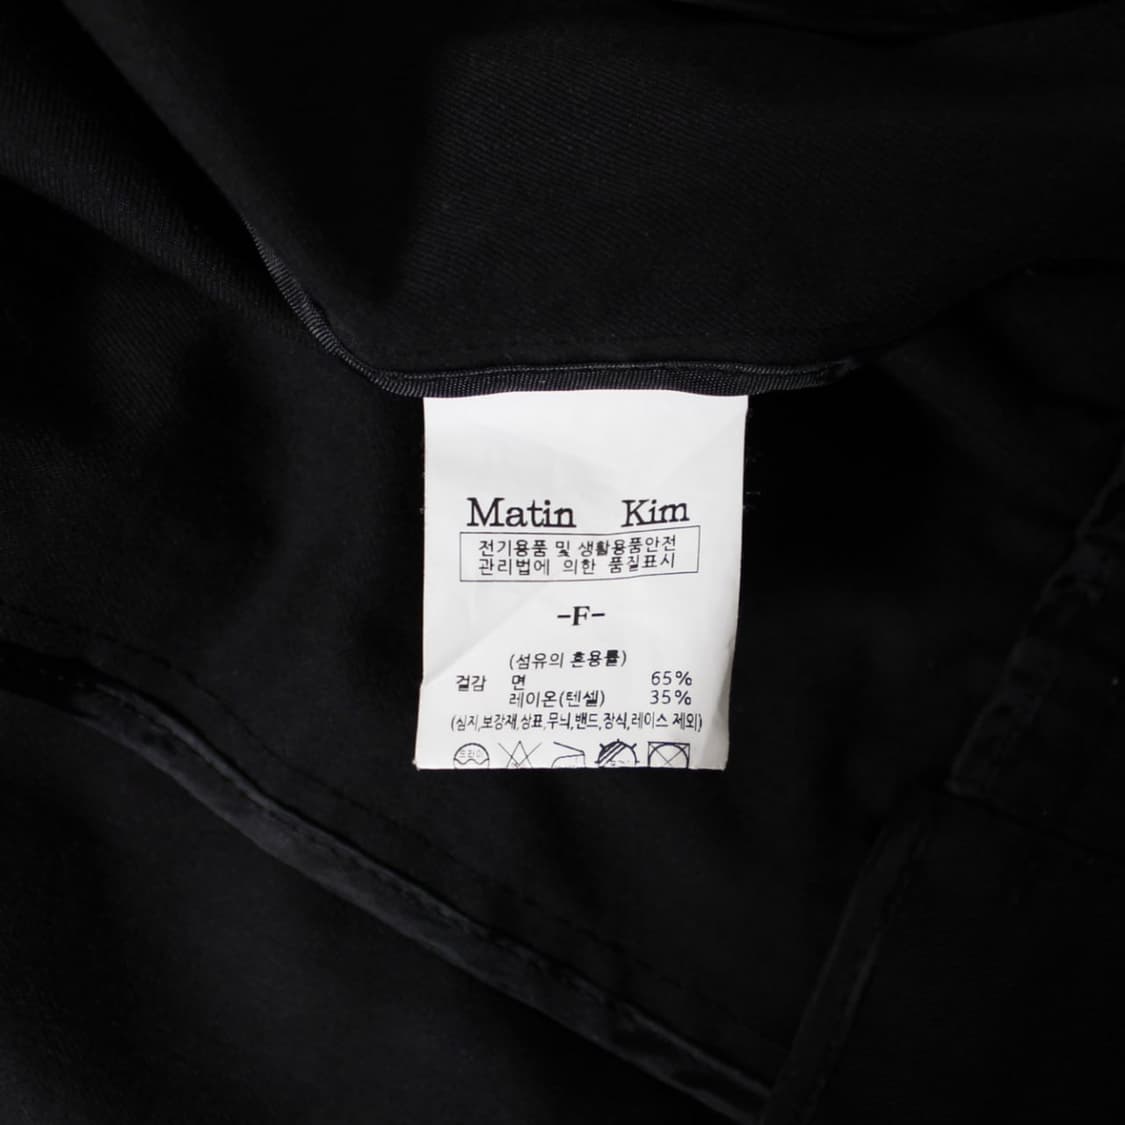 Matin Kim
전기용품 및 생활용품안전
관리법에 의한 품질표시
-F-
(섬유의 혼용률)
겉감 면 65%
레이온(텐셀) 35%
(심지,보강재,상표,무늬,밴드,장식,레이스 제외)
드라이